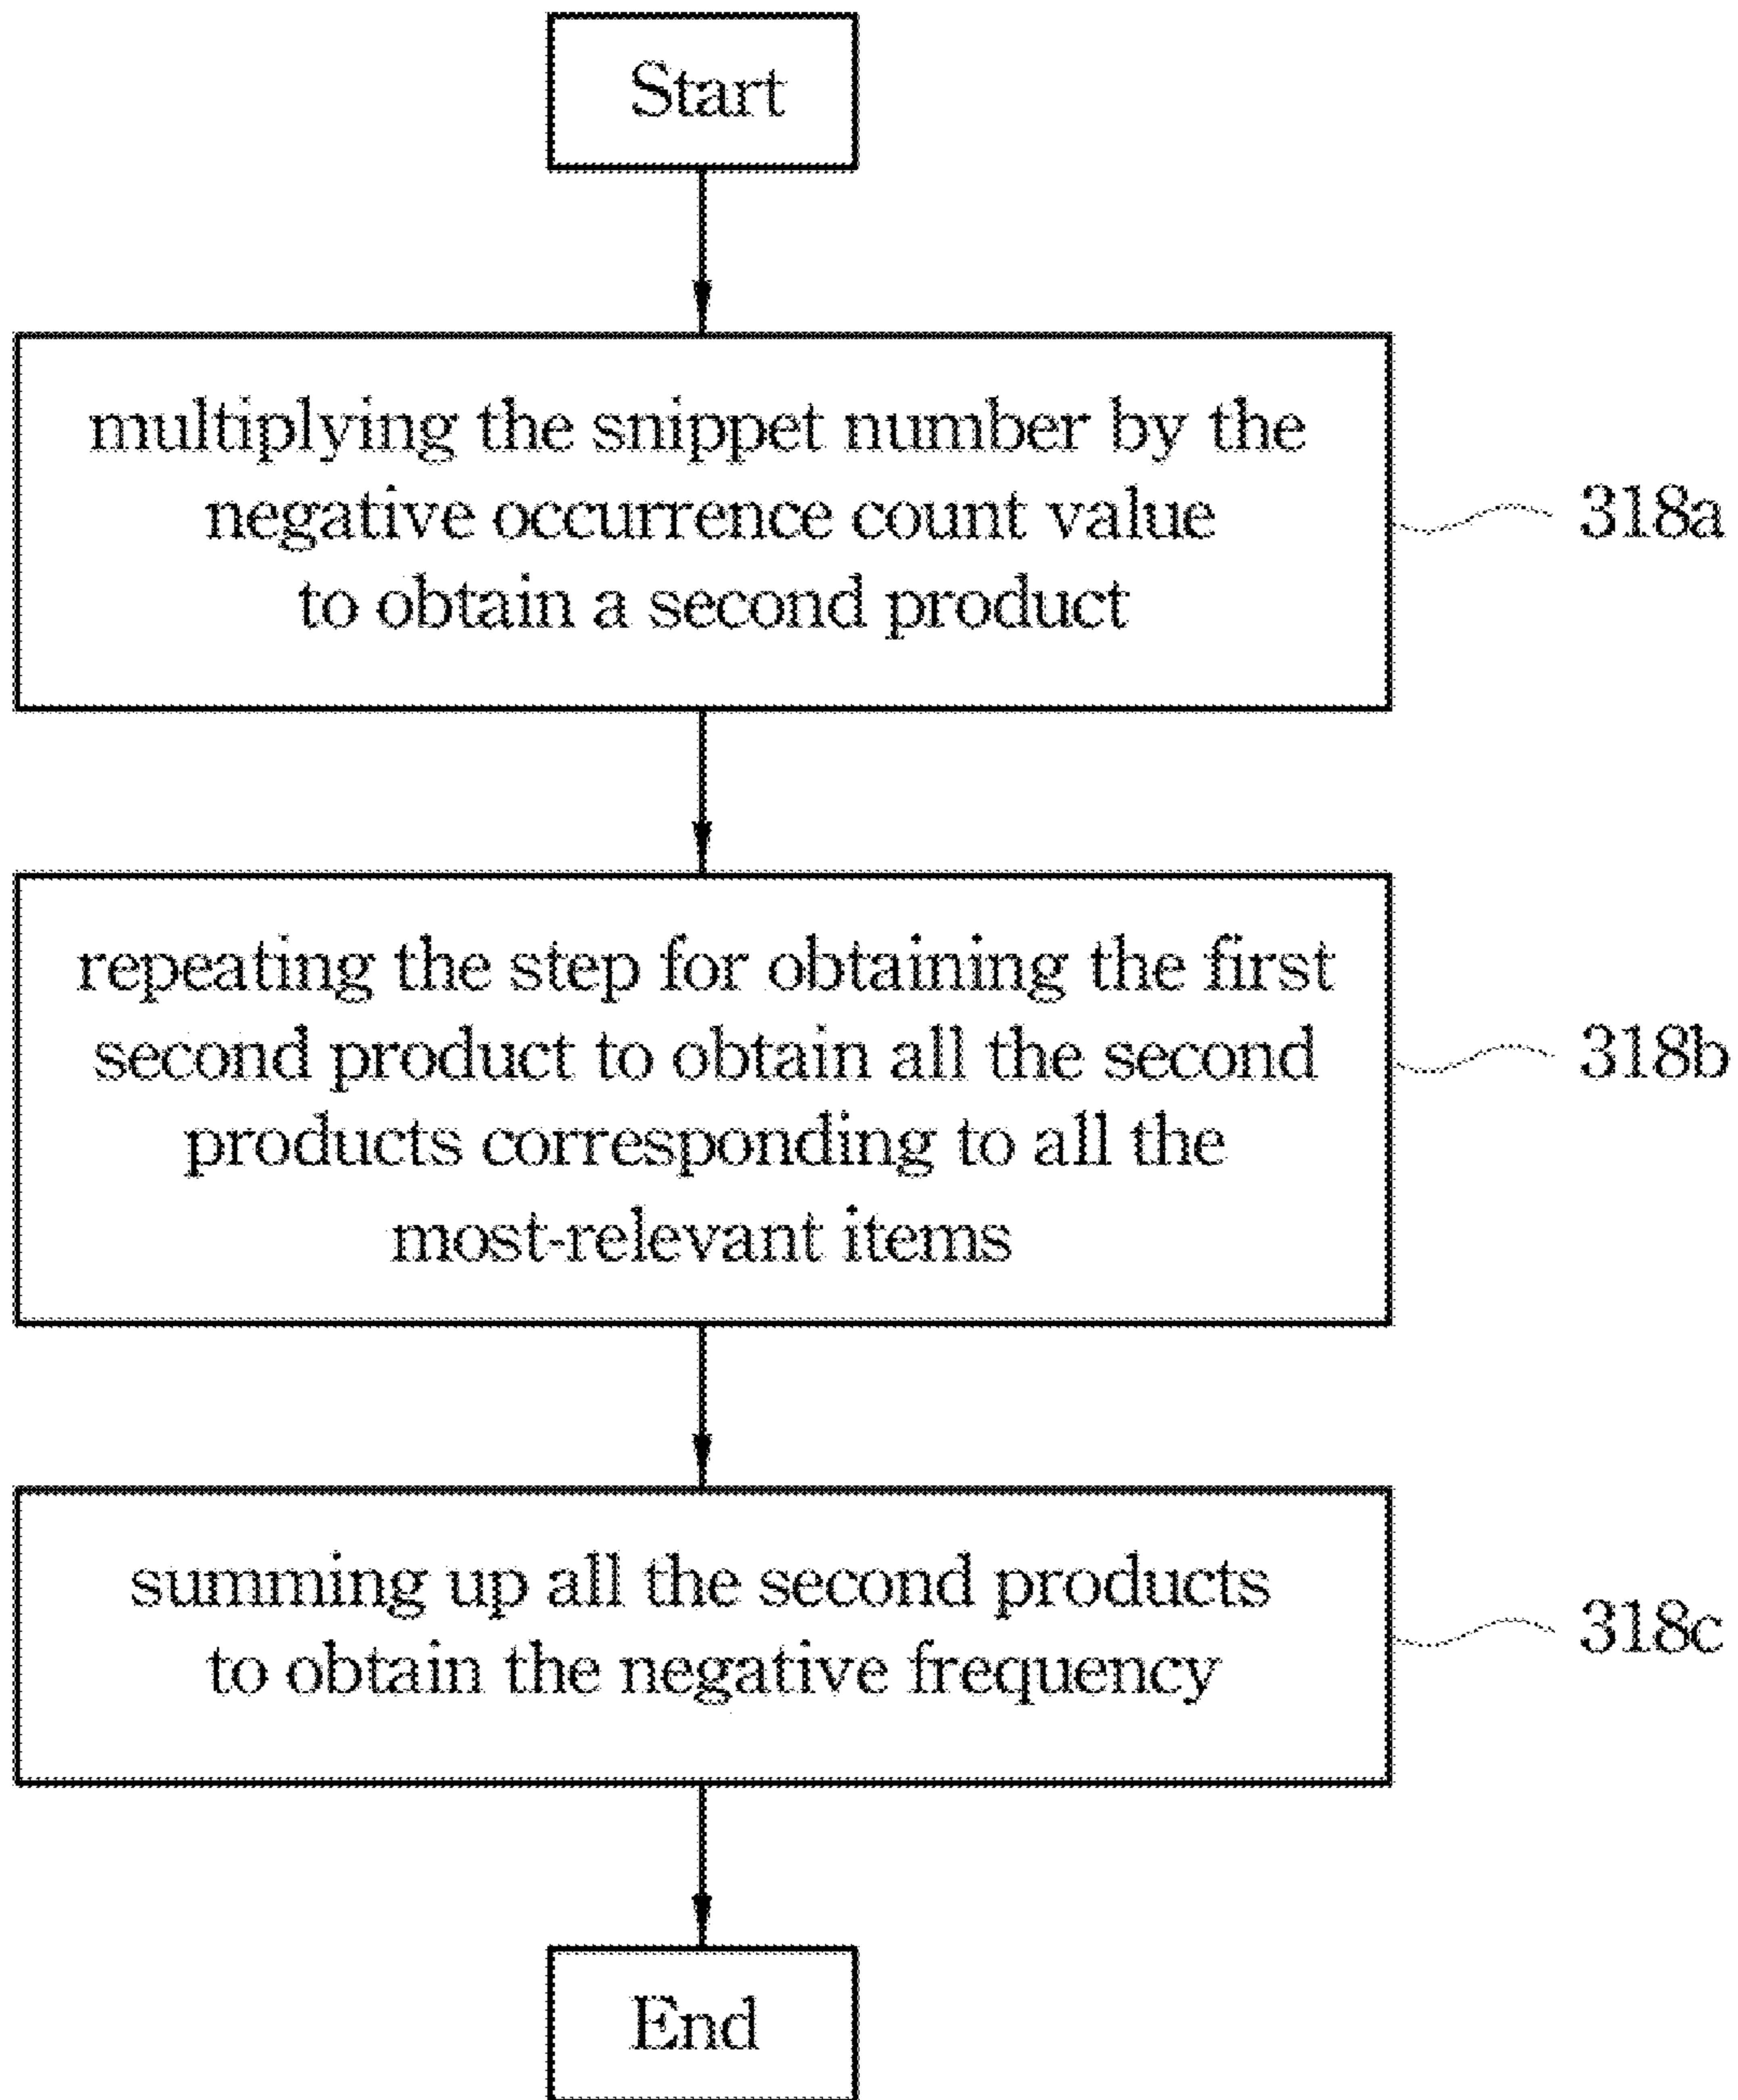 Start
multiplying the snippet number by the
negative occurrence count value
to obtain a second product
318a
repeating the step for obtaining the first
second product to obtain all the second
products corresponding to all the
most-relevant items
318b
summing up all the second products
to obtain the negative frequency
318c
End